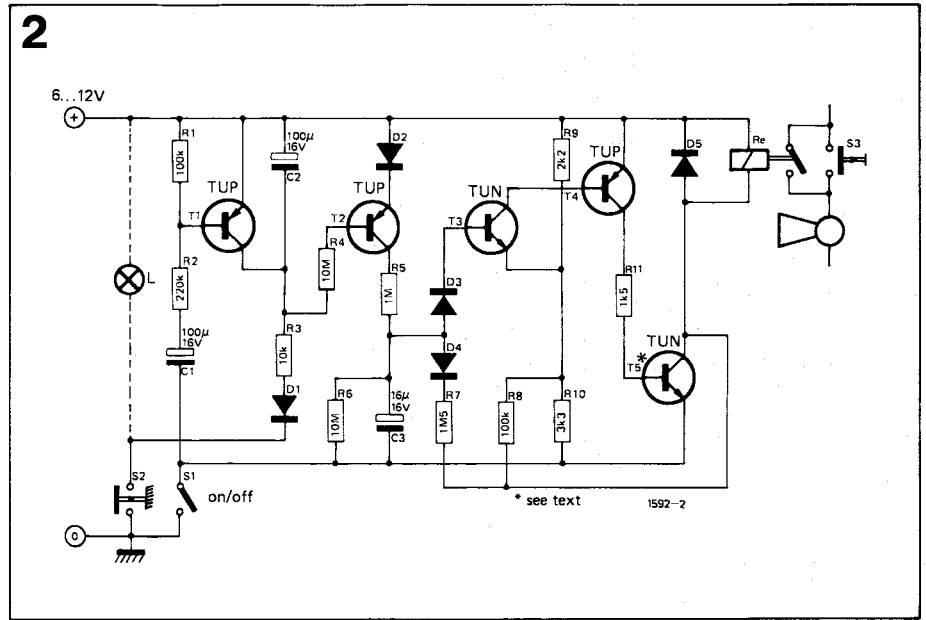 2
6...12V
+
R1
100k
T1
TUP
R2
220k
100μ
16V
C1
L
100μ
16V
C2
R3
10k
D1
S2
S1
on/off
0
D2
TUP
T2
R4
10M
R5
1M
R6
10M
16μ
16V
C3
TUN
T3
D3
D4
R7
1M5
R8
100k
R9
2k2
R10
3k3
TUP
T4
R11
1k5
TUN
*
T5
D5
Re
S3
* see text
1592-2